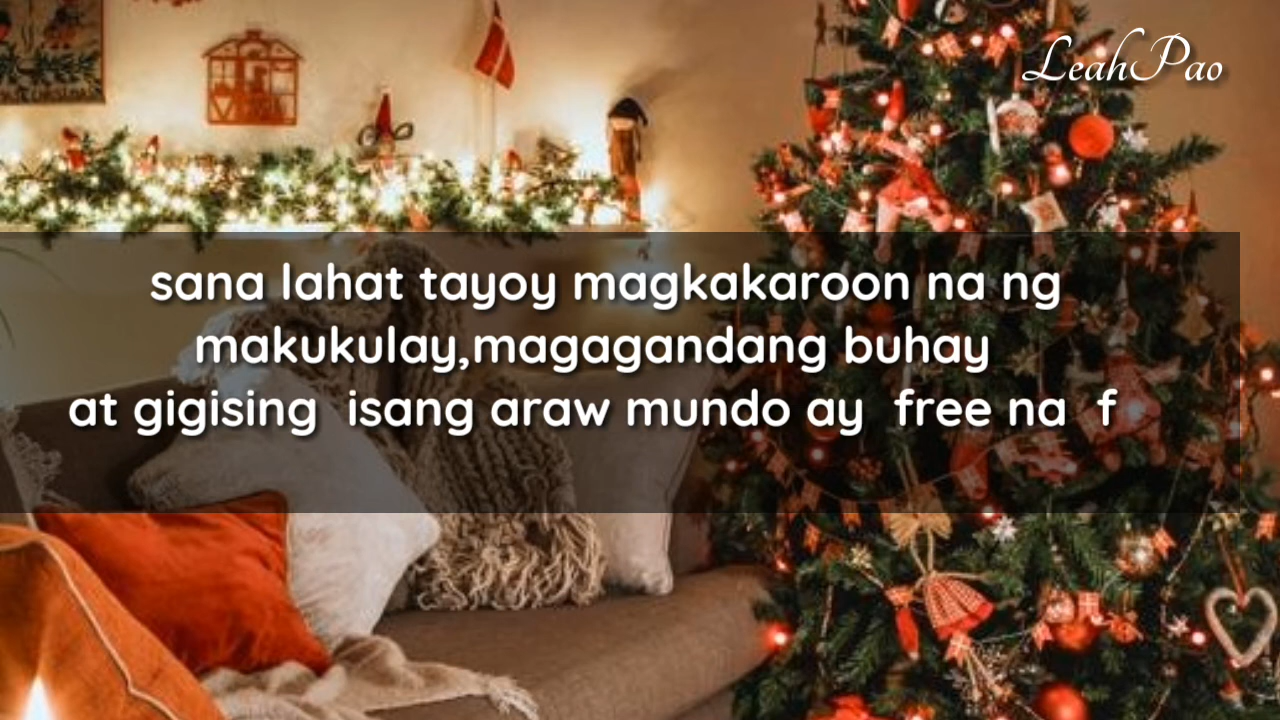 LeahPao
sana lahat tayoy magkakaroon na ng
makukulay,magagandang buhay
at gigising  isang araw mundo ay  free na  f